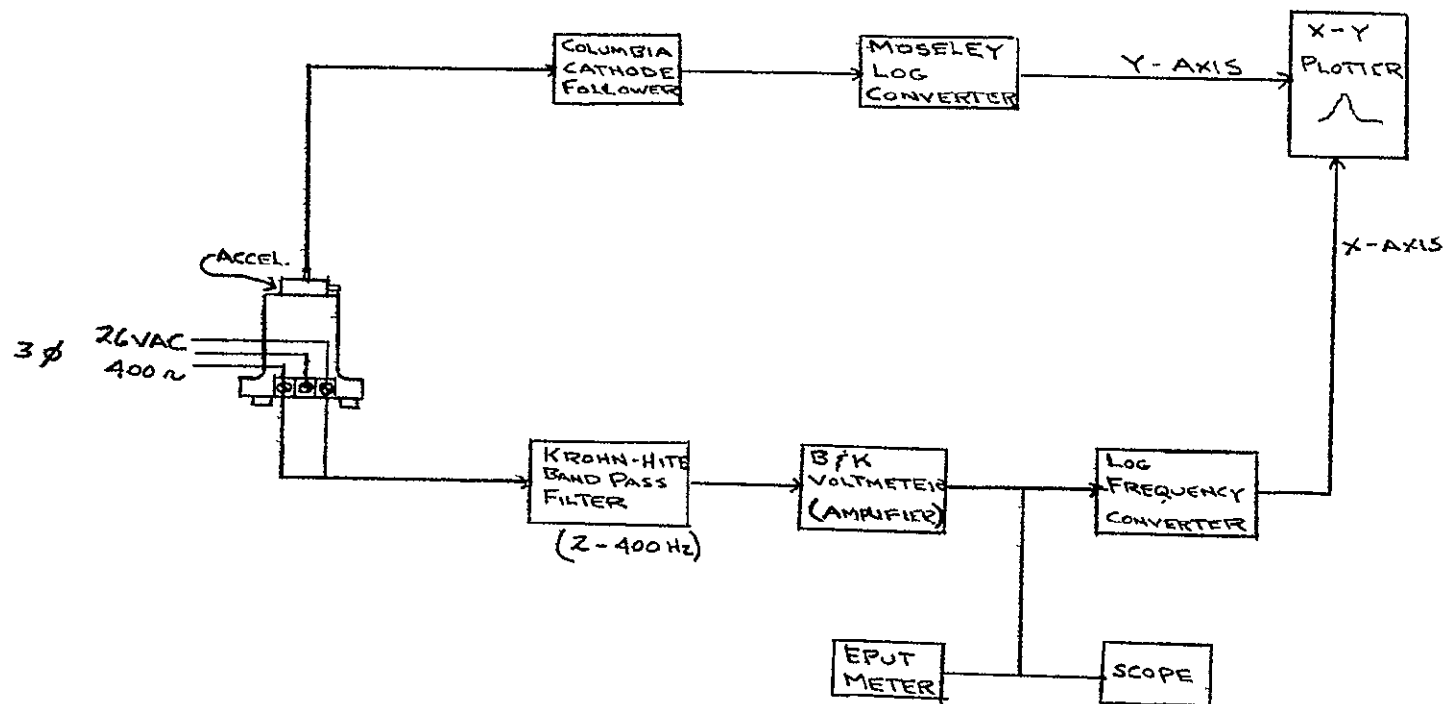 COLUMBIA
CATHODE
FOLLOWER
MOSELEY
LOG
CONVERTER
Y-AXIS
X-Y
PLOTTER
X-AXIS
ACCEL.
3 ø
26VAC
400 ~
KROHN-HITE
BAND PASS
FILTER
(2-400 Hz)
B&K
VOLTMETER
(AMPLIFIER)
LOG
FREQUENCY
CONVERTER
EPUT
METER
SCOPE